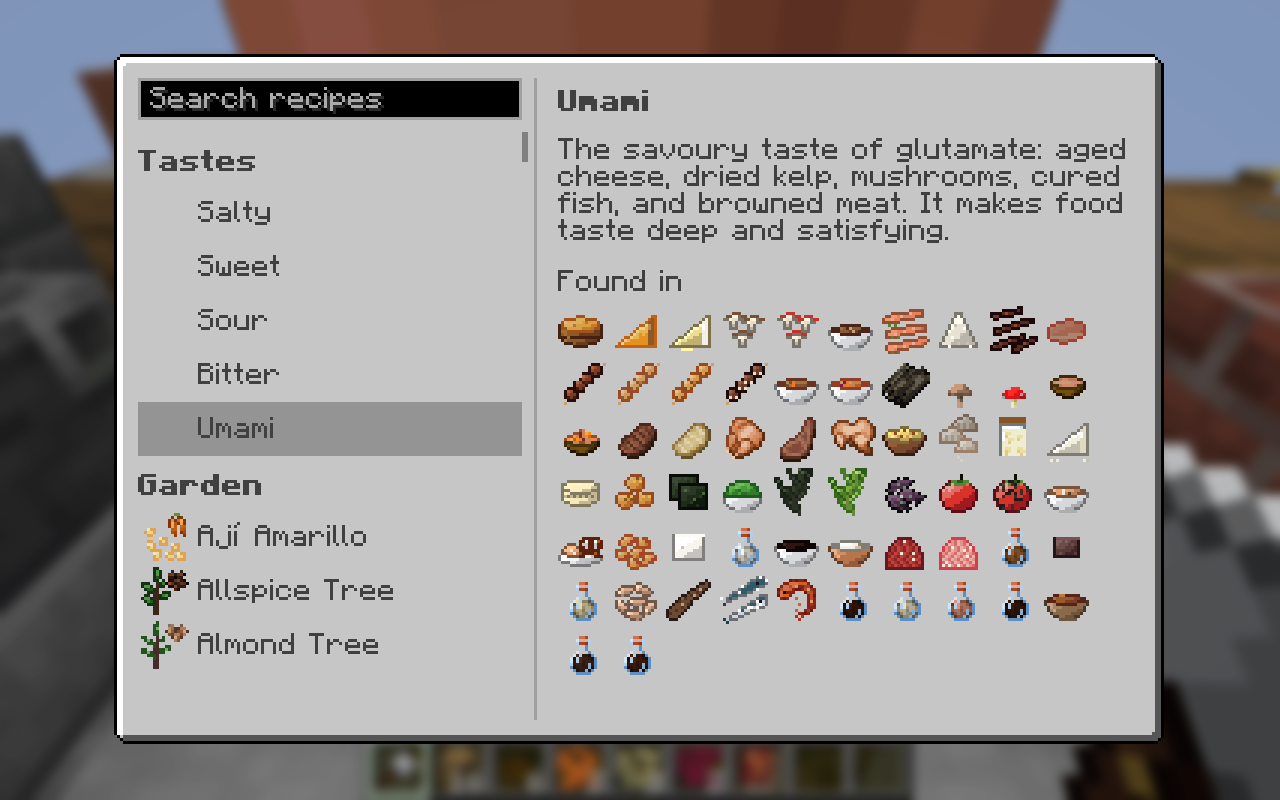 Search recipes
Tastes
Salty
Sweet
Sour
Bitter
Umami
Garden
Ají Amarillo
Allspice Tree
Almond Tree
Umami
The savoury taste of glutamate: aged
cheese, dried kelp, mushrooms, cured
fish, and browned meat. It makes food
taste deep and satisfying.
Found in